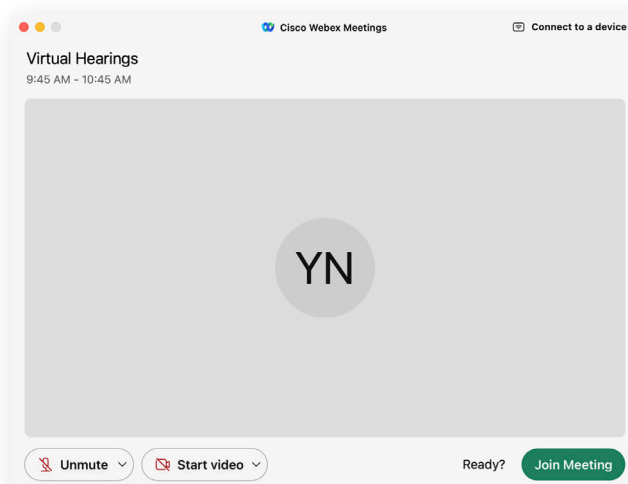 Cisco Webex Meetings
Connect to a device
Virtual Hearings
9:45 AM - 10:45 AM
YN
Unmute
Start video
Ready?
Join Meeting